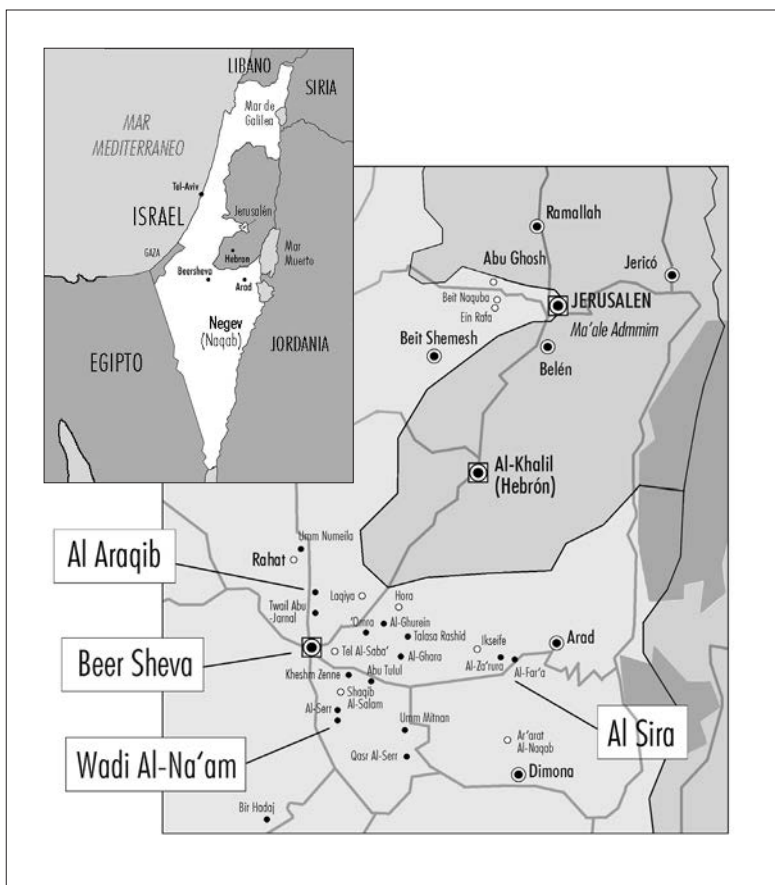 LIBANO
SIRIA
Mar de
Galilea
MAR
MEDITERRANEO
Tel-Aviv
ISRAEL
Jerusalén
GAZA
Hebron
Mar
Muerto
Beersheva
Arad
Negev
(Naqab)
JORDANIA
EGIPTO
Ramallah
Abu Ghosh
Jericó
Beit Naquba
JERUSALEN
Ein Rafa
Ma'ale Admmim
Beit Shemesh
Belén
Al-Khalil
(Hebrón)
Umm Numeila
Al Araqib
Rahat
Laqiya
Hora
Twail Abu
-Jarnal
'Omra
Al-Ghurein
Talasa Rashid
Ikseife
Arad
Beer Sheva
Tel Al-Saba'
Al-Ghara
Al-Za'rura
Al-Far'a
Kheshm Zenne
Abu Tulul
Shaqib
Al-Salam
Al-Serr
Umm Mitnan
Al Sira
Wadi Al-Na'am
Ar'arat
Al-Naqab
Qasr Al-Serr
Dimona
Bir Hadaj